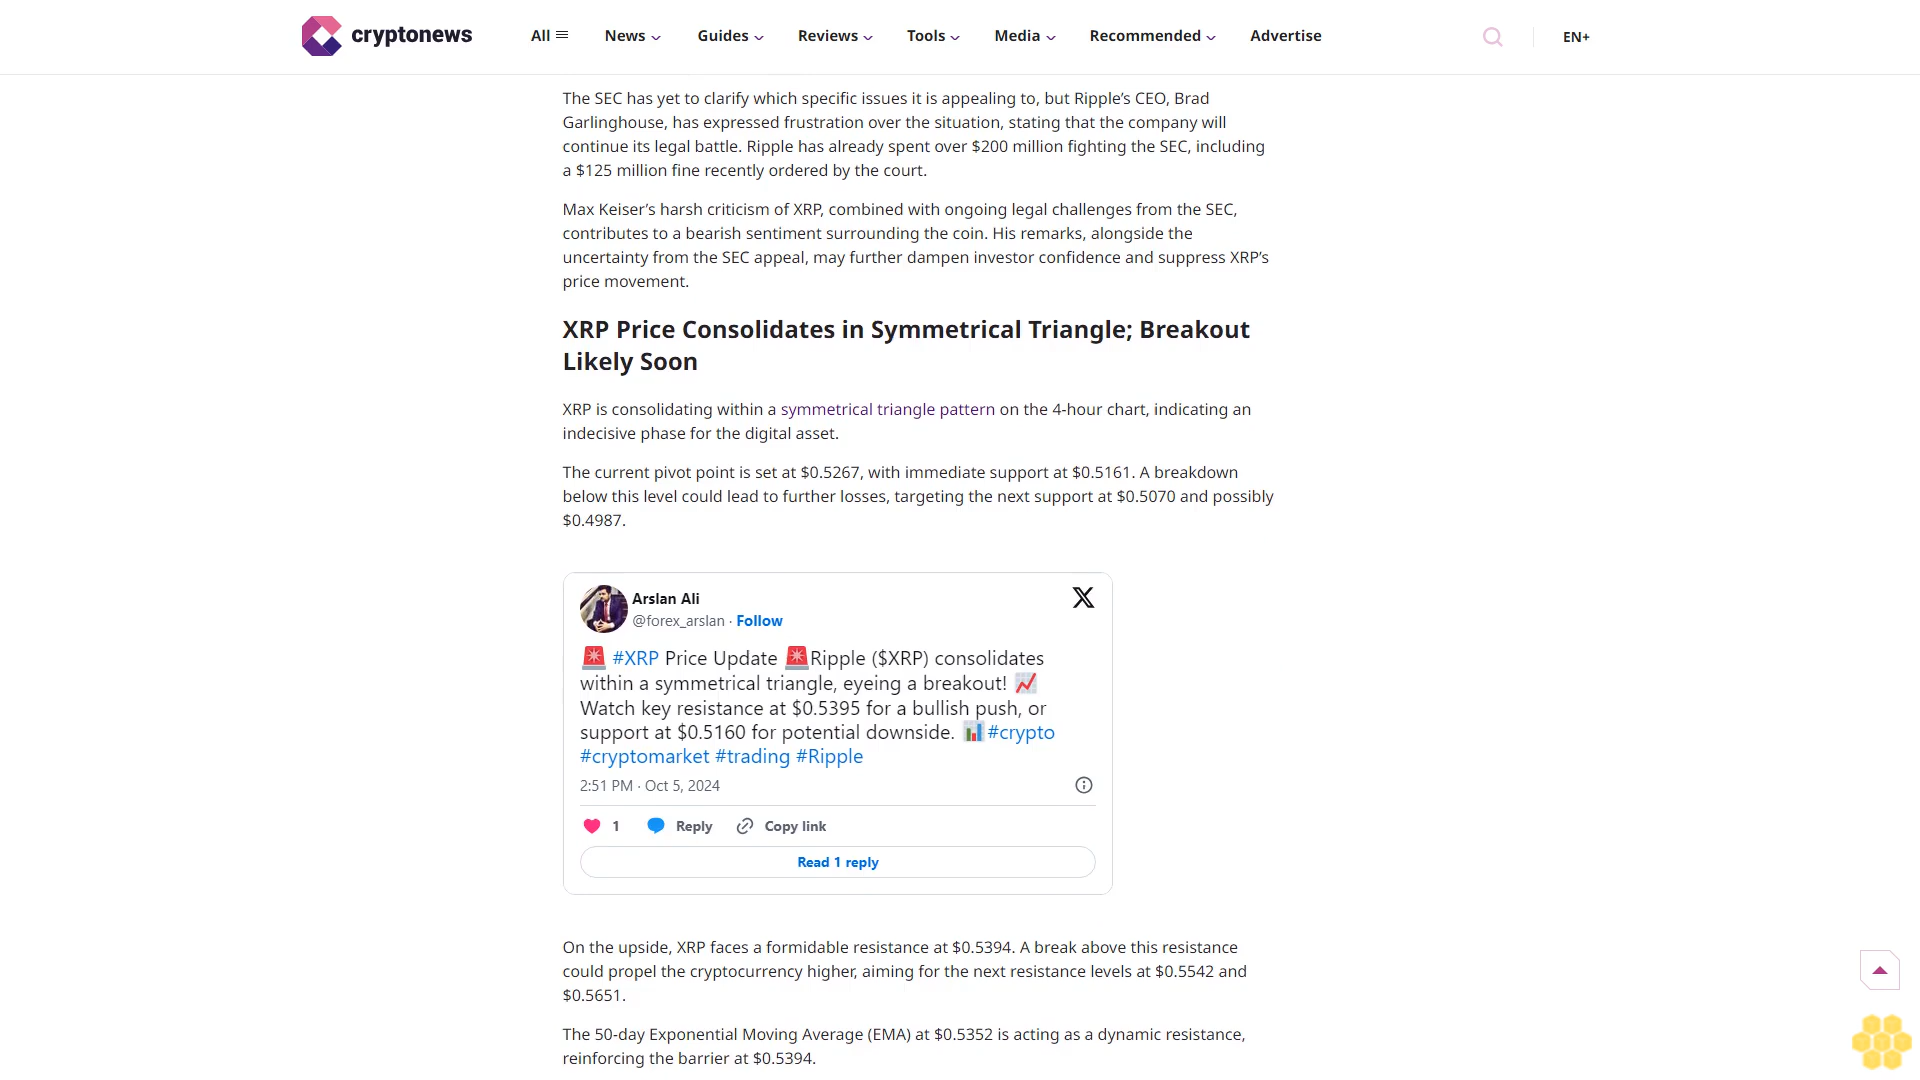 cryptonews
All
News
Guides
Reviews
Tools
Media
Recommended
Advertise
EN+
The SEC has yet to clarify which specific issues it is appealing to, but Ripple’s CEO, Brad
Garlinghouse, has expressed frustration over the situation, stating that the company will
continue its legal battle. Ripple has already spent over $200 million fighting the SEC, including
a $125 million fine recently ordered by the court.
Max Keiser’s harsh criticism of XRP, combined with ongoing legal challenges from the SEC,
contributes to a bearish sentiment surrounding the coin. His remarks, alongside the
uncertainty from the SEC appeal, may further dampen investor confidence and suppress XRP’s
price movement.
XRP Price Consolidates in Symmetrical Triangle; Breakout
Likely Soon
XRP is consolidating within a symmetrical triangle pattern on the 4-hour chart, indicating an
indecisive phase for the digital asset.
The current pivot point is set at $0.5267, with immediate support at $0.5161. A breakdown
below this level could lead to further losses, targeting the next support at $0.5070 and possibly
$0.4987.
Arslan Ali
@forex_arslan · Follow
🚨 #XRP Price Update 🚨Ripple ($XRP) consolidates
within a symmetrical triangle, eyeing a breakout! 📈
Watch key resistance at $0.5395 for a bullish push, or
support at $0.5160 for potential downside. 📊#crypto
#cryptomarket #trading #Ripple
2:51 PM · Oct 5, 2024
1 Reply Copy link
Read 1 reply
On the upside, XRP faces a formidable resistance at $0.5394. A break above this resistance
could propel the cryptocurrency higher, aiming for the next resistance levels at $0.5542 and
$0.5651.
The 50-day Exponential Moving Average (EMA) at $0.5352 is acting as a dynamic resistance,
reinforcing the barrier at $0.5394.